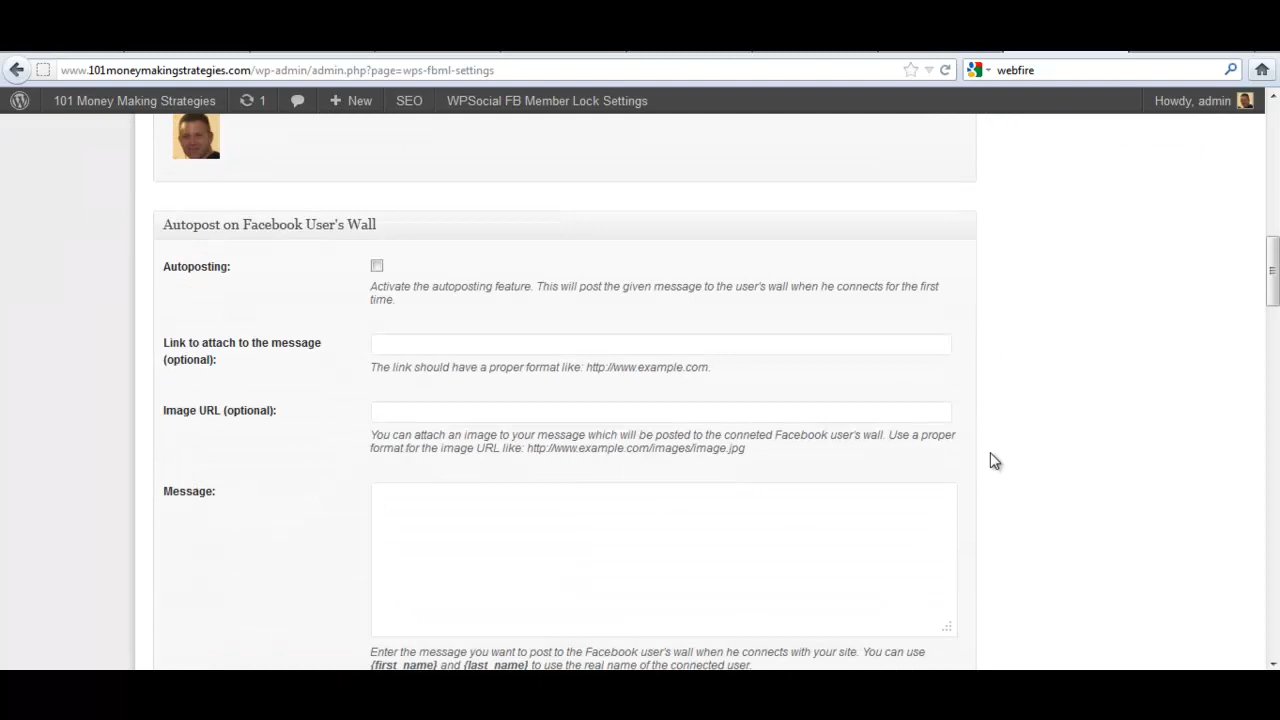 www.101moneymakingstrategies.com/wp-admin/admin.php?page=wps-fbml-settings
webfire
101 Money Making Strategies 1 New SEO WPSocial FB Member Lock Settings Howdy, admin
Autopost on Facebook User's Wall
Autoposting:
Activate the autoposting feature. This will post the given message to the user's wall when he connects for the first
time.
Link to attach to the message
(optional):
The link should have a proper format like: http://www.example.com.
Image URL (optional):
You can attach an image to your message which will be posted to the conneted Facebook user's wall. Use a proper
format for the image URL like: http://www.example.com/images/image.jpg
Message:
Enter the message you want to post to the Facebook user's wall when he connects with your site. You can use
{first_name} and {last_name} to use the real name of the connected user.